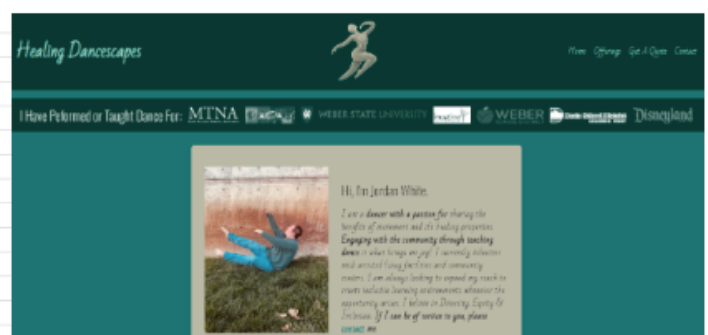 Healing Dancescapes
Home Offerings Get A Quote Contact
I Have Peformed or Taught Dance For: MTNA WEBER STATE UNIVERSITY WEBER Disneyland
Hi, I'm Jordan White.
I am a dancer with a passion for sharing the
benefits of movement and it's healing properties.
Engaging with the community through teaching
dance is what brings me joy! I currently
with assisted living facilities and community
centers. I am always looking to expand my reach to
create inclusive learning environments whenever the
opportunity arises. I believe in Diversity, Equity &
Inclusion. If I can be of service to you, please
contact me